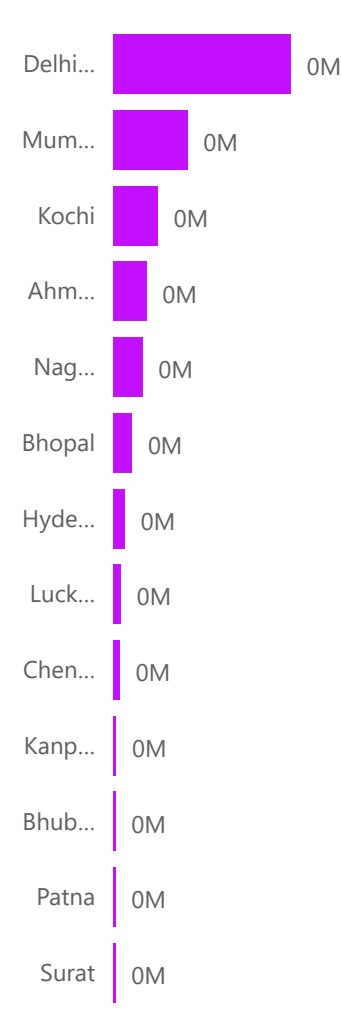 Delhi... 0M
Mum... 0M
Kochi 0M
Ahm... 0M
Nag... 0M
Bhopal 0M
Hyde... 0M
Luck... 0M
Chen... 0M
Kanp... 0M
Bhub... 0M
Patna 0M
Surat 0M